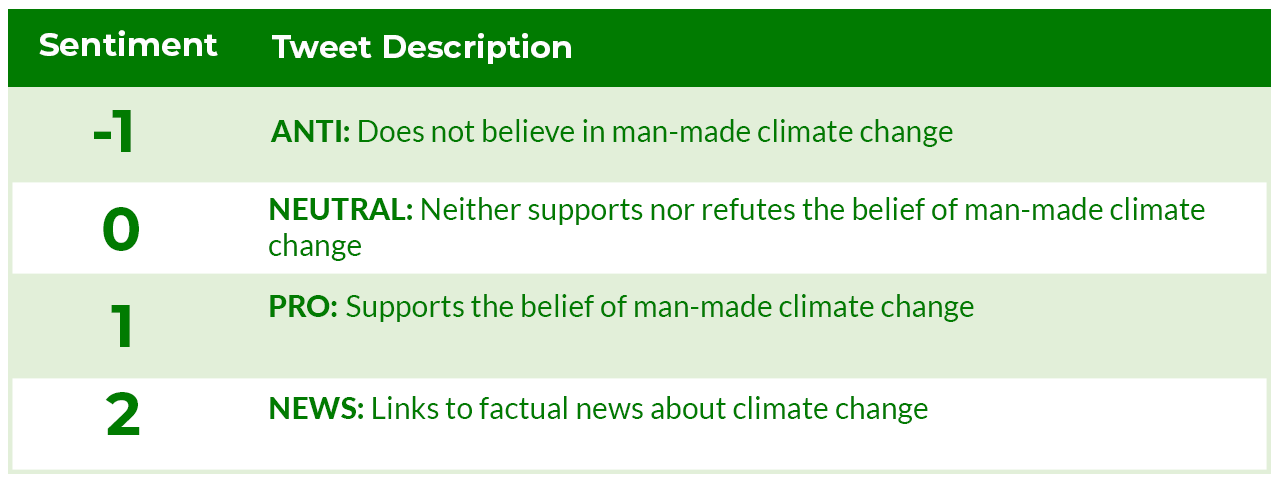 Sentiment Tweet Description
-1 ANTI: Does not believe in man-made climate change
0 NEUTRAL: Neither supports nor refutes the belief of man-made climate
change
1 PRO: Supports the belief of man-made climate change
2 NEWS: Links to factual news about climate change